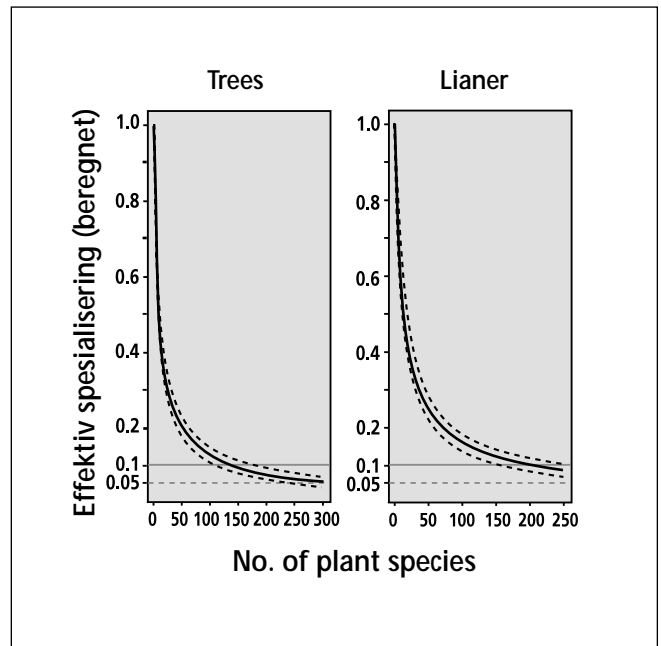 Trees
Lianer
Effektiv spesialisering (beregnet)
1.0
0.8
0.6
0.4
0.2
0.1
0.05
0 50 100 150 200 250 300
1.0
0.8
0.6
0.4
0.2
0.1
0.05
0 50 100 150 200 250
No. of plant species